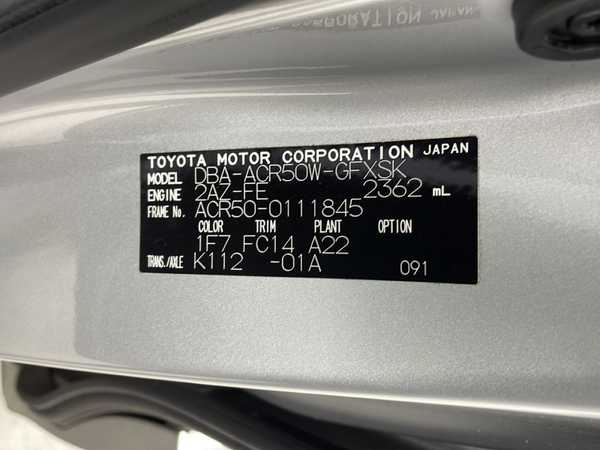 TOYOTA MOTOR CORPORATION JAPAN
MODEL DBA-ACR50W-GFXSK
ENGINE 2AZ-FE 2362 mL
FRAME No. ACR50-0111845
COLOR TRIM PLANT OPTION
1F7 FC14 A22
TRANS./AXLE K112 -01A 091